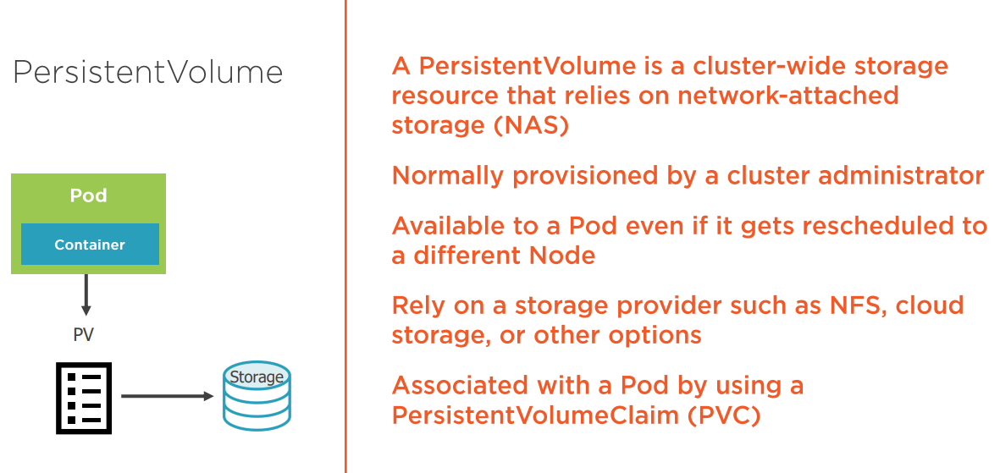 PersistentVolume
Pod
Container
PV
Storage
A PersistentVolume is a cluster-wide storage
resource that relies on network-attached
storage (NAS)
Normally provisioned by a cluster administrator
Available to a Pod even if it gets rescheduled to
a different Node
Rely on a storage provider such as NFS, cloud
storage, or other options
Associated with a Pod by using a
PersistentVolumeClaim (PVC)